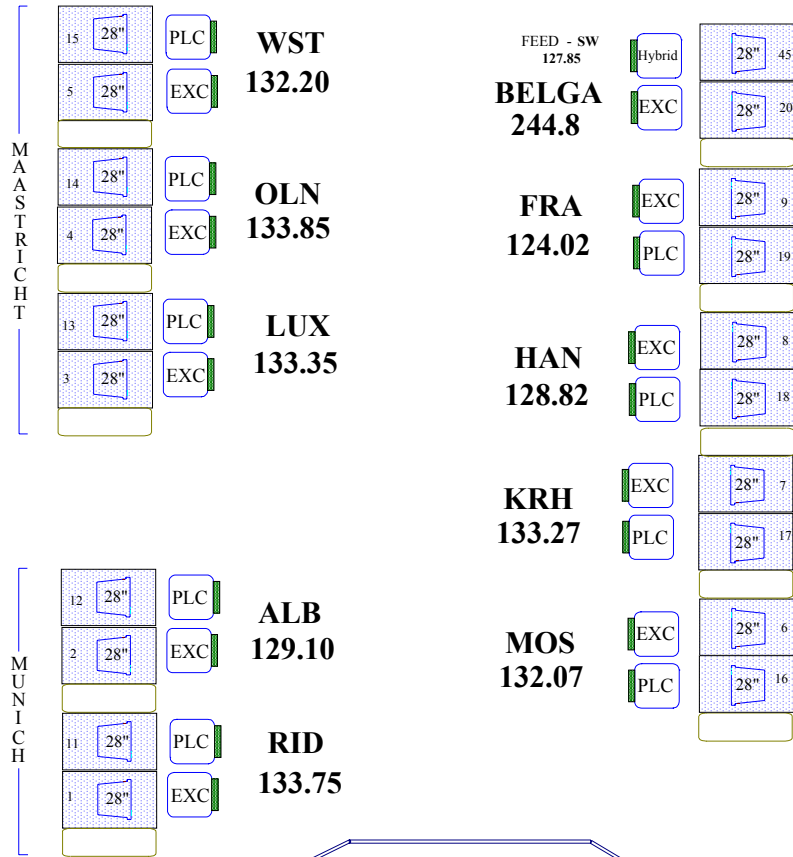 MAASTRICHT
15 28" PLC
WST
132.20
5 28" EXC
14 28" PLC
OLN
133.85
4 28" EXC
13 28" PLC
LUX
133.35
3 28" EXC
MUNICH
12 28" PLC
ALB
129.10
2 28" EXC
11 28" PLC
RID
133.75
1 28" EXC
FEED - SW
127.85
Hybrid 28" 45
BELGA
244.8
EXC 28" 20
FRA
124.02
EXC 28" 9
PLC 28" 19
HAN
128.82
EXC 28" 8
PLC 28" 18
KRH
133.27
EXC 28" 7
PLC 28" 17
MOS
132.07
EXC 28" 6
PLC 28" 16